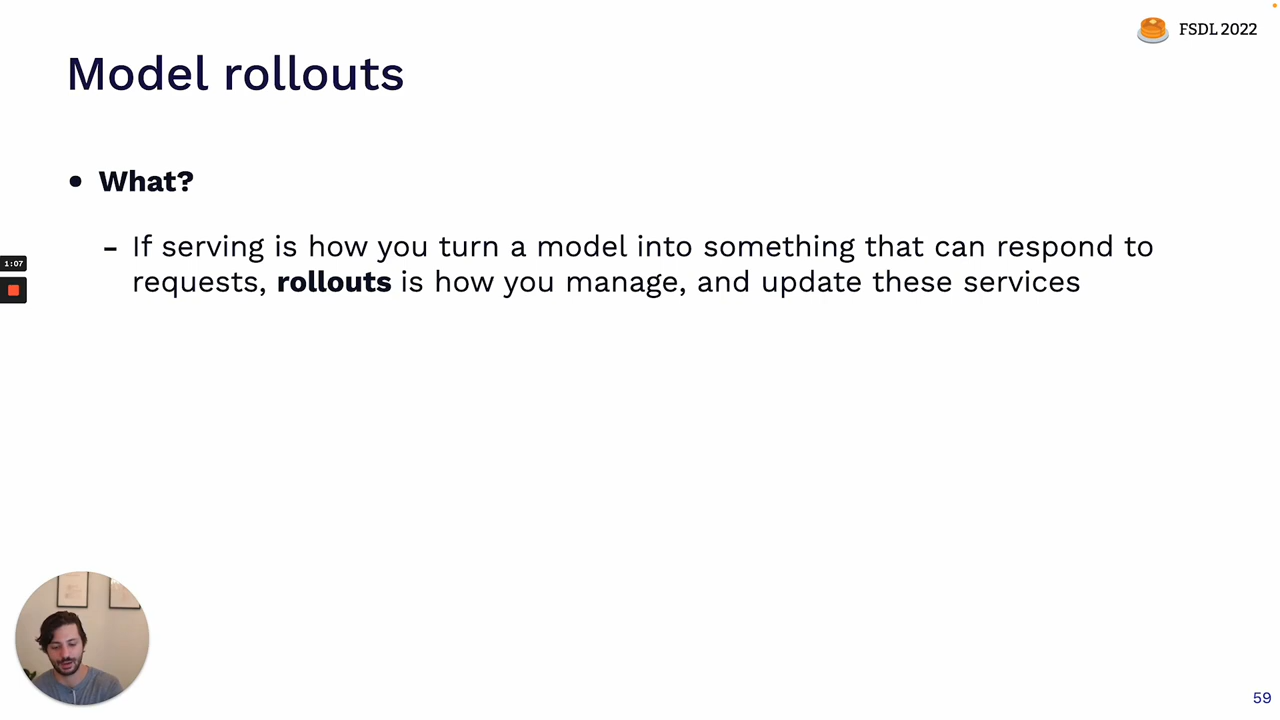 FSDL 2022
Model rollouts
• What?
- If serving is how you turn a model into something that can respond to
requests, rollouts is how you manage, and update these services
1:07
59